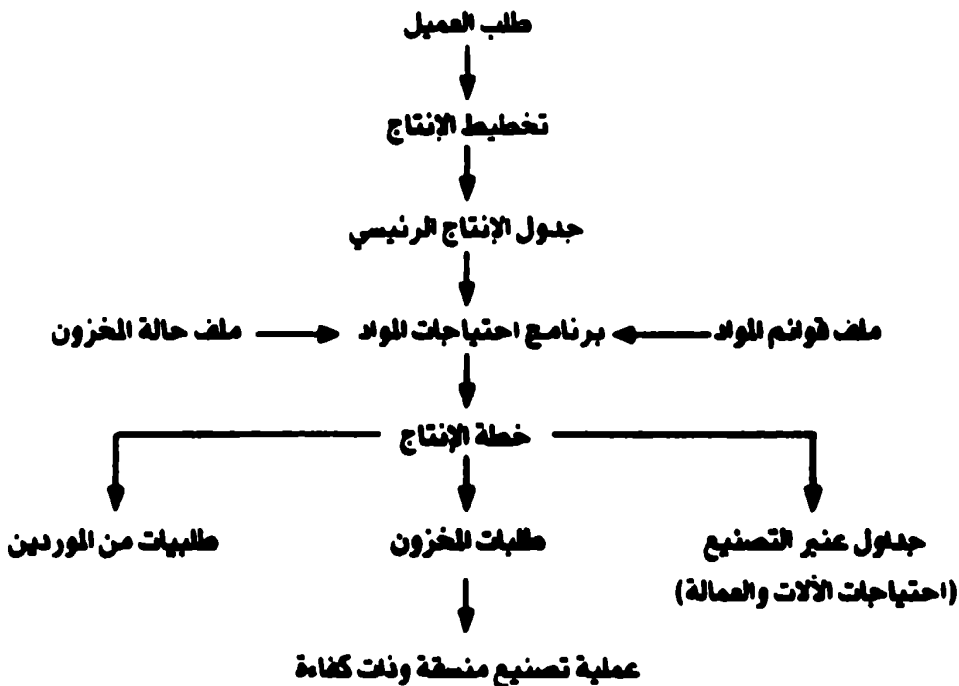 طلب العميل
تخطيط الإنتاج
جدول الإنتاج الرئيسي
ملف قوائم المواد
برنامج احتياجات المواد
ملف حالة المخزون
خطة الإنتاج
جداول عنبر التصنيع
(احتياجات الآلات والعمالة)
طلبات المخزون
طلبيات من الموردين
عملية تصنيع منسقة وذات كفاءة